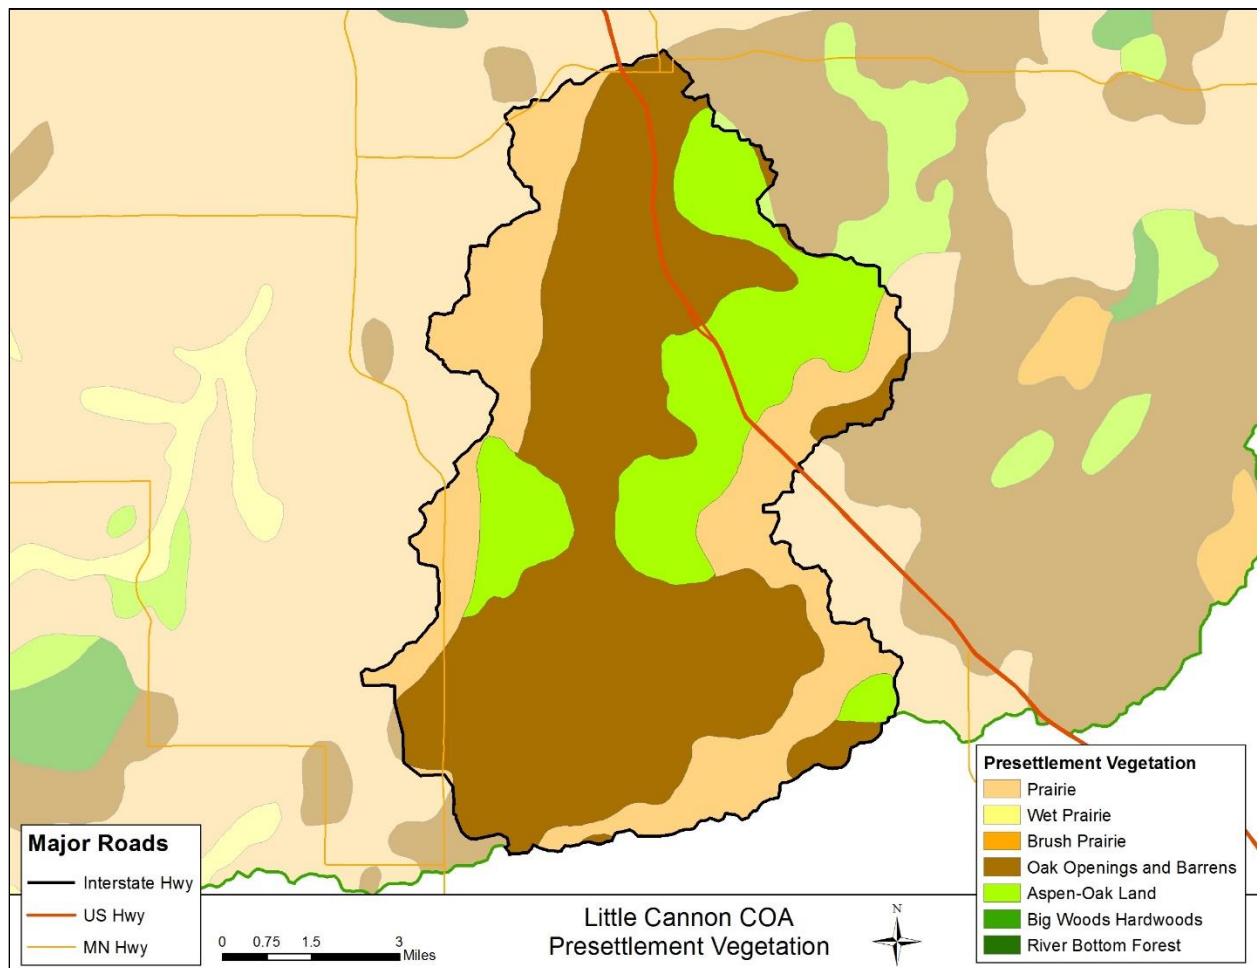 Major Roads
Interstate Hwy
US Hwy
MN Hwy
0 0.75 1.5 3
Miles
Little Cannon COA
Presettlement Vegetation
N
Presettlement Vegetation
Prairie
Wet Prairie
Brush Prairie
Oak Openings and Barrens
Aspen-Oak Land
Big Woods Hardwoods
River Bottom Forest